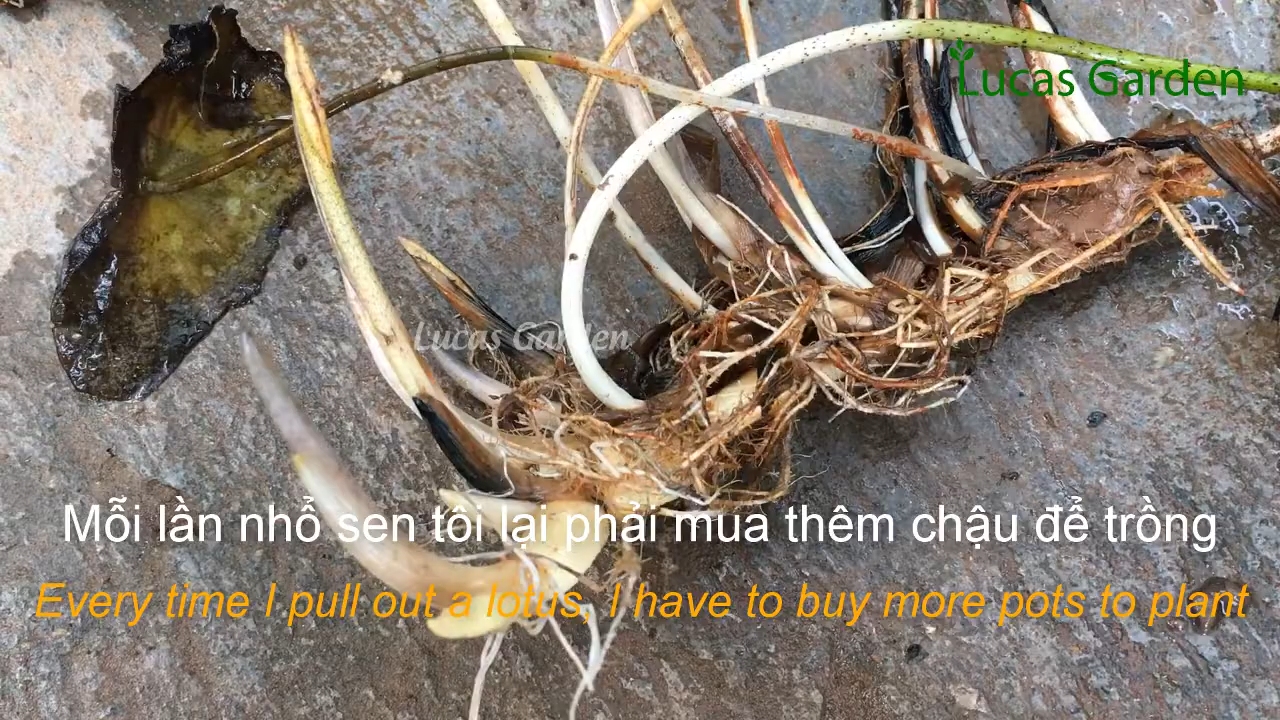 Lucas Garden
Lucas Garden
Mỗi lần nhổ sen tôi lại phải mua thêm chậu để trồng
Every time I pull out a lotus, I have to buy more pots to plant